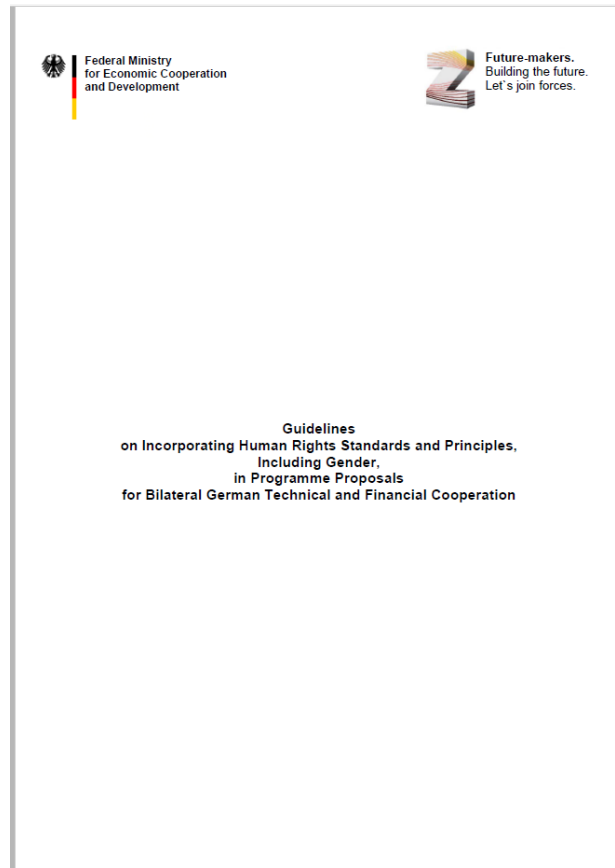 Federal Ministry
for Economic Cooperation
and Development
Future-makers.
Building the future.
Let`s join forces.
Guidelines
on Incorporating Human Rights Standards and Principles,
Including Gender,
in Programme Proposals
for Bilateral German Technical and Financial Cooperation